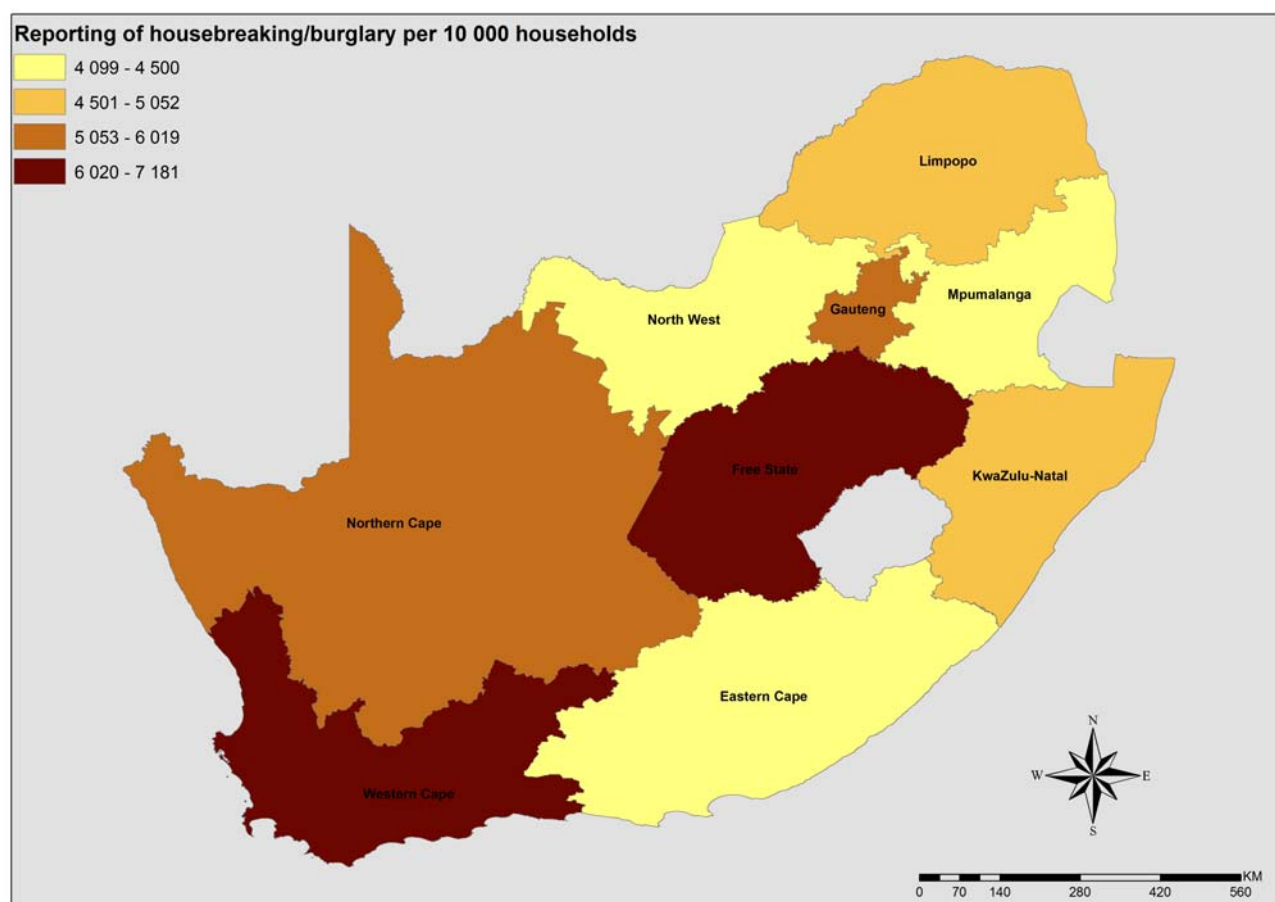 Reporting of housebreaking/burglary per 10 000 households
4 099 - 4 500
4 501 - 5 052
5 053 - 6 019
6 020 - 7 181
Limpopo
Mpumalanga
Gauteng
North West
Free State
KwaZulu-Natal
Northern Cape
Eastern Cape
Western Cape
N
W E
S
KM
0 70 140 280 420 560